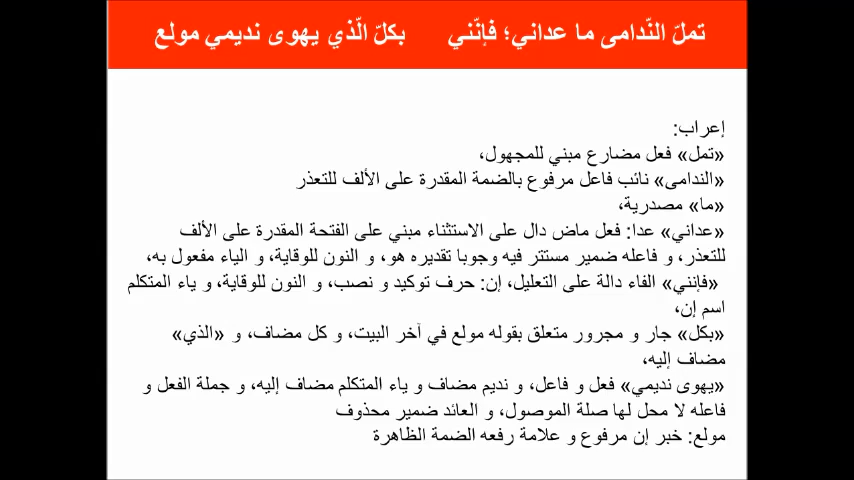 تملّ النّدامى ما عداني؛ فإنّني بكلّ الّذي يهوى نديمي مولع
إعراب:
«تمل» فعل مضارع مبني للمجهول،
«الندامى» نائب فاعل مرفوع بالضمة المقدرة على الألف للتعذر
«ما» مصدرية،
«عداني» عدا: فعل ماض دال على الاستثناء مبني على الفتحة المقدرة على الألف
للتعذر، و فاعله ضمير مستتر فيه وجوبا تقديره هو، و النون للوقاية، و الياء مفعول به،
«فإنني» الفاء دالة على التعليل، إن: حرف توكيد و نصب، و النون للوقاية، و ياء المتكلم
اسم إن،
«بكل» جار و مجرور متعلق بقوله مولع في آخر البيت، و كل مضاف، و «الذي»
مضاف إليه،
«يهوى نديمي» فعل و فاعل، و نديم مضاف و ياء المتكلم مضاف إليه، و جملة الفعل و
فاعله لا محل لها صلة الموصول، و العائد ضمير محذوف
مولع: خبر إن مرفوع و علامة رفعه الضمة الظاهرة